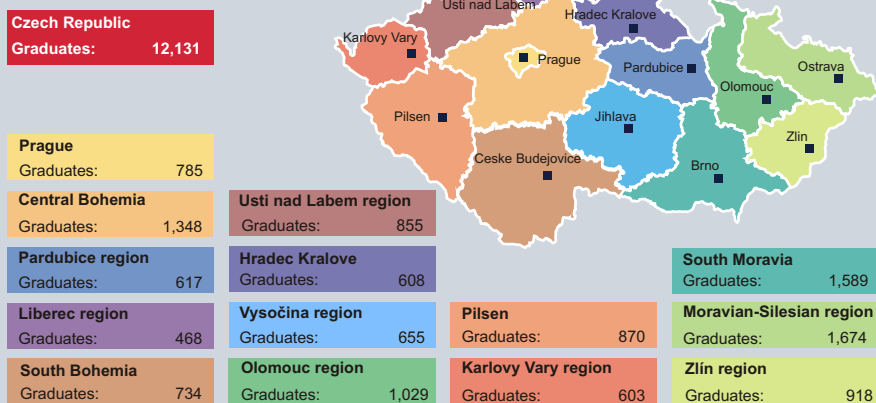 Czech Republic
Graduates: 12,131
Usti nad Labem
Hradec Kralove
Karlovy Vary
Prague
Pardubice
Ostrava
Olomouc
Pilsen
Jihlava
Zlin
Ceske Budejovice
Brno
Prague
Graduates: 785
Central Bohemia
Graduates: 1,348
Pardubice region
Graduates: 617
Liberec region
Graduates: 468
South Bohemia
Graduates: 734
Usti nad Labem region
Graduates: 855
Hradec Kralove
Graduates: 608
Vysočina region
Graduates: 655
Olomouc region
Graduates: 1,029
Pilsen
Graduates: 870
Karlovy Vary region
Graduates: 603
South Moravia
Graduates: 1,589
Moravian-Silesian region
Graduates: 1,674
Zlín region
Graduates: 918